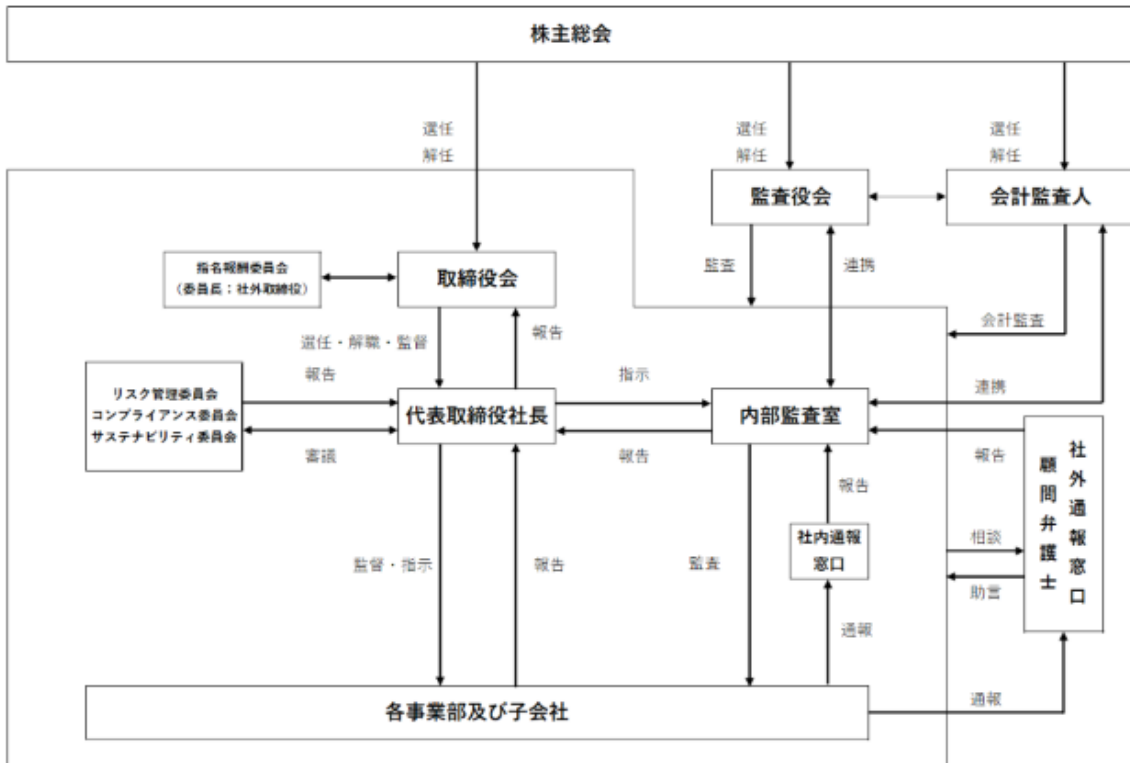 株主総会
選任
解任
選任
解任
選任
解任
監査役会
会計監査人
指名報酬委員会
(委員長:社外取締役)
取締役会
監査
連携
会計監査
選任・解職・監督
報告
リスク管理委員会
コンプライアンス委員会
サステナビリティ委員会
報告
審議
代表取締役社長
指示
報告
内部監査室
連携
報告
社外通報窓口
顧問弁護士
報告
社内通報
窓口
相談
助言
監督・指示
報告
監査
通報
各事業部及び子会社
通報